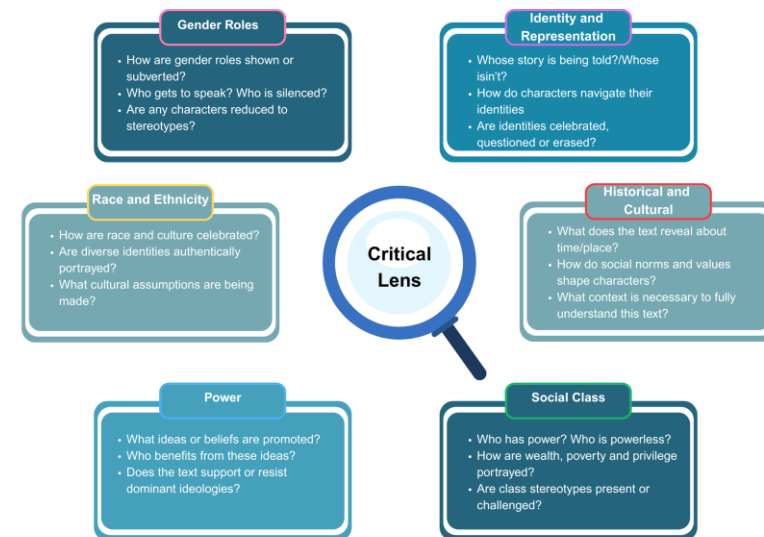 Gender Roles
• How are gender roles shown or
subverted?
• Who gets to speak? Who is silenced?
• Are any characters reduced to
stereotypes?
Identity and
Representation
• Whose story is being told?/Whose
isin't?
• How do characters navigate their
identities
• Are identities celebrated,
questioned or erased?
Race and Ethnicity
• How are race and culture celebrated?
• Are diverse identities authentically
portrayed?
• What cultural assumptions are being
made?
Critical
Lens
Historical and
Cultural
• What does the text reveal about
time/place?
• How do social norms and values
shape characters?
• What context is necessary to fully
understand this text?
Power
• What ideas or beliefs are promoted?
• Who benefits from these ideas?
• Does the text support or resist
dominant ideologies?
Social Class
• Who has power? Who is powerless?
• How are wealth, poverty and privilege
portrayed?
• Are class stereotypes present or
challenged?